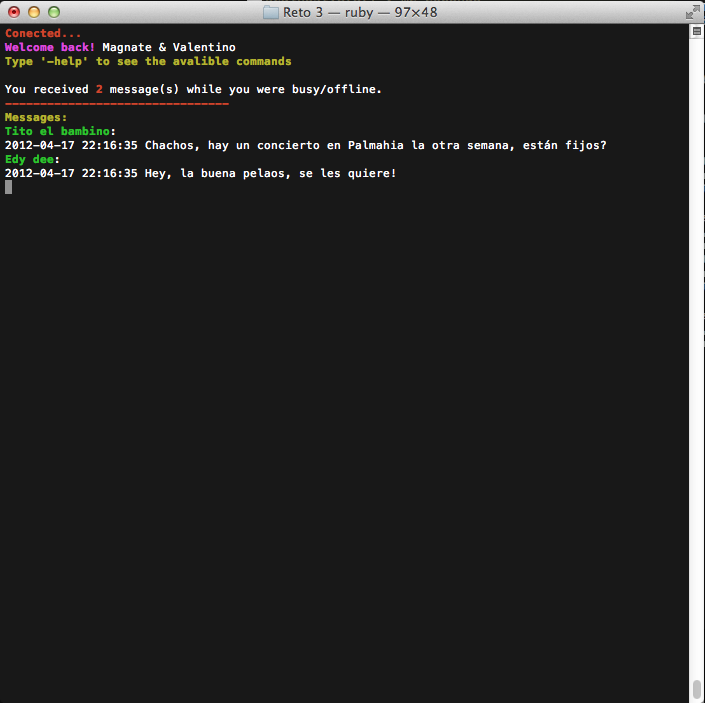 Reto 3 — ruby — 97×48
Conected...
Welcome back! Magnate & Valentino
Type '-help' to see the avalible commands
You received 2 message(s) while you were busy/offline.
--------------------------------
Messages:
Tito el bambino:
2012-04-17 22:16:35 Chachos, hay un concierto en Palmahia la otra semana, están fijos?
Edy dee:
2012-04-17 22:16:35 Hey, la buena pelaos, se les quiere!